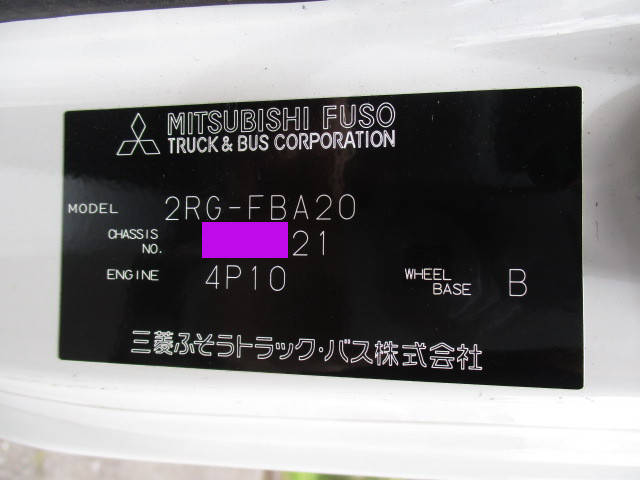 MITSUBISHI FUSO
TRUCK & BUS CORPORATION
MODEL 2RG-FBA20
CHASSIS NO. 21
ENGINE 4P10 WHEEL BASE B
三菱ふそうトラック・バス株式会社